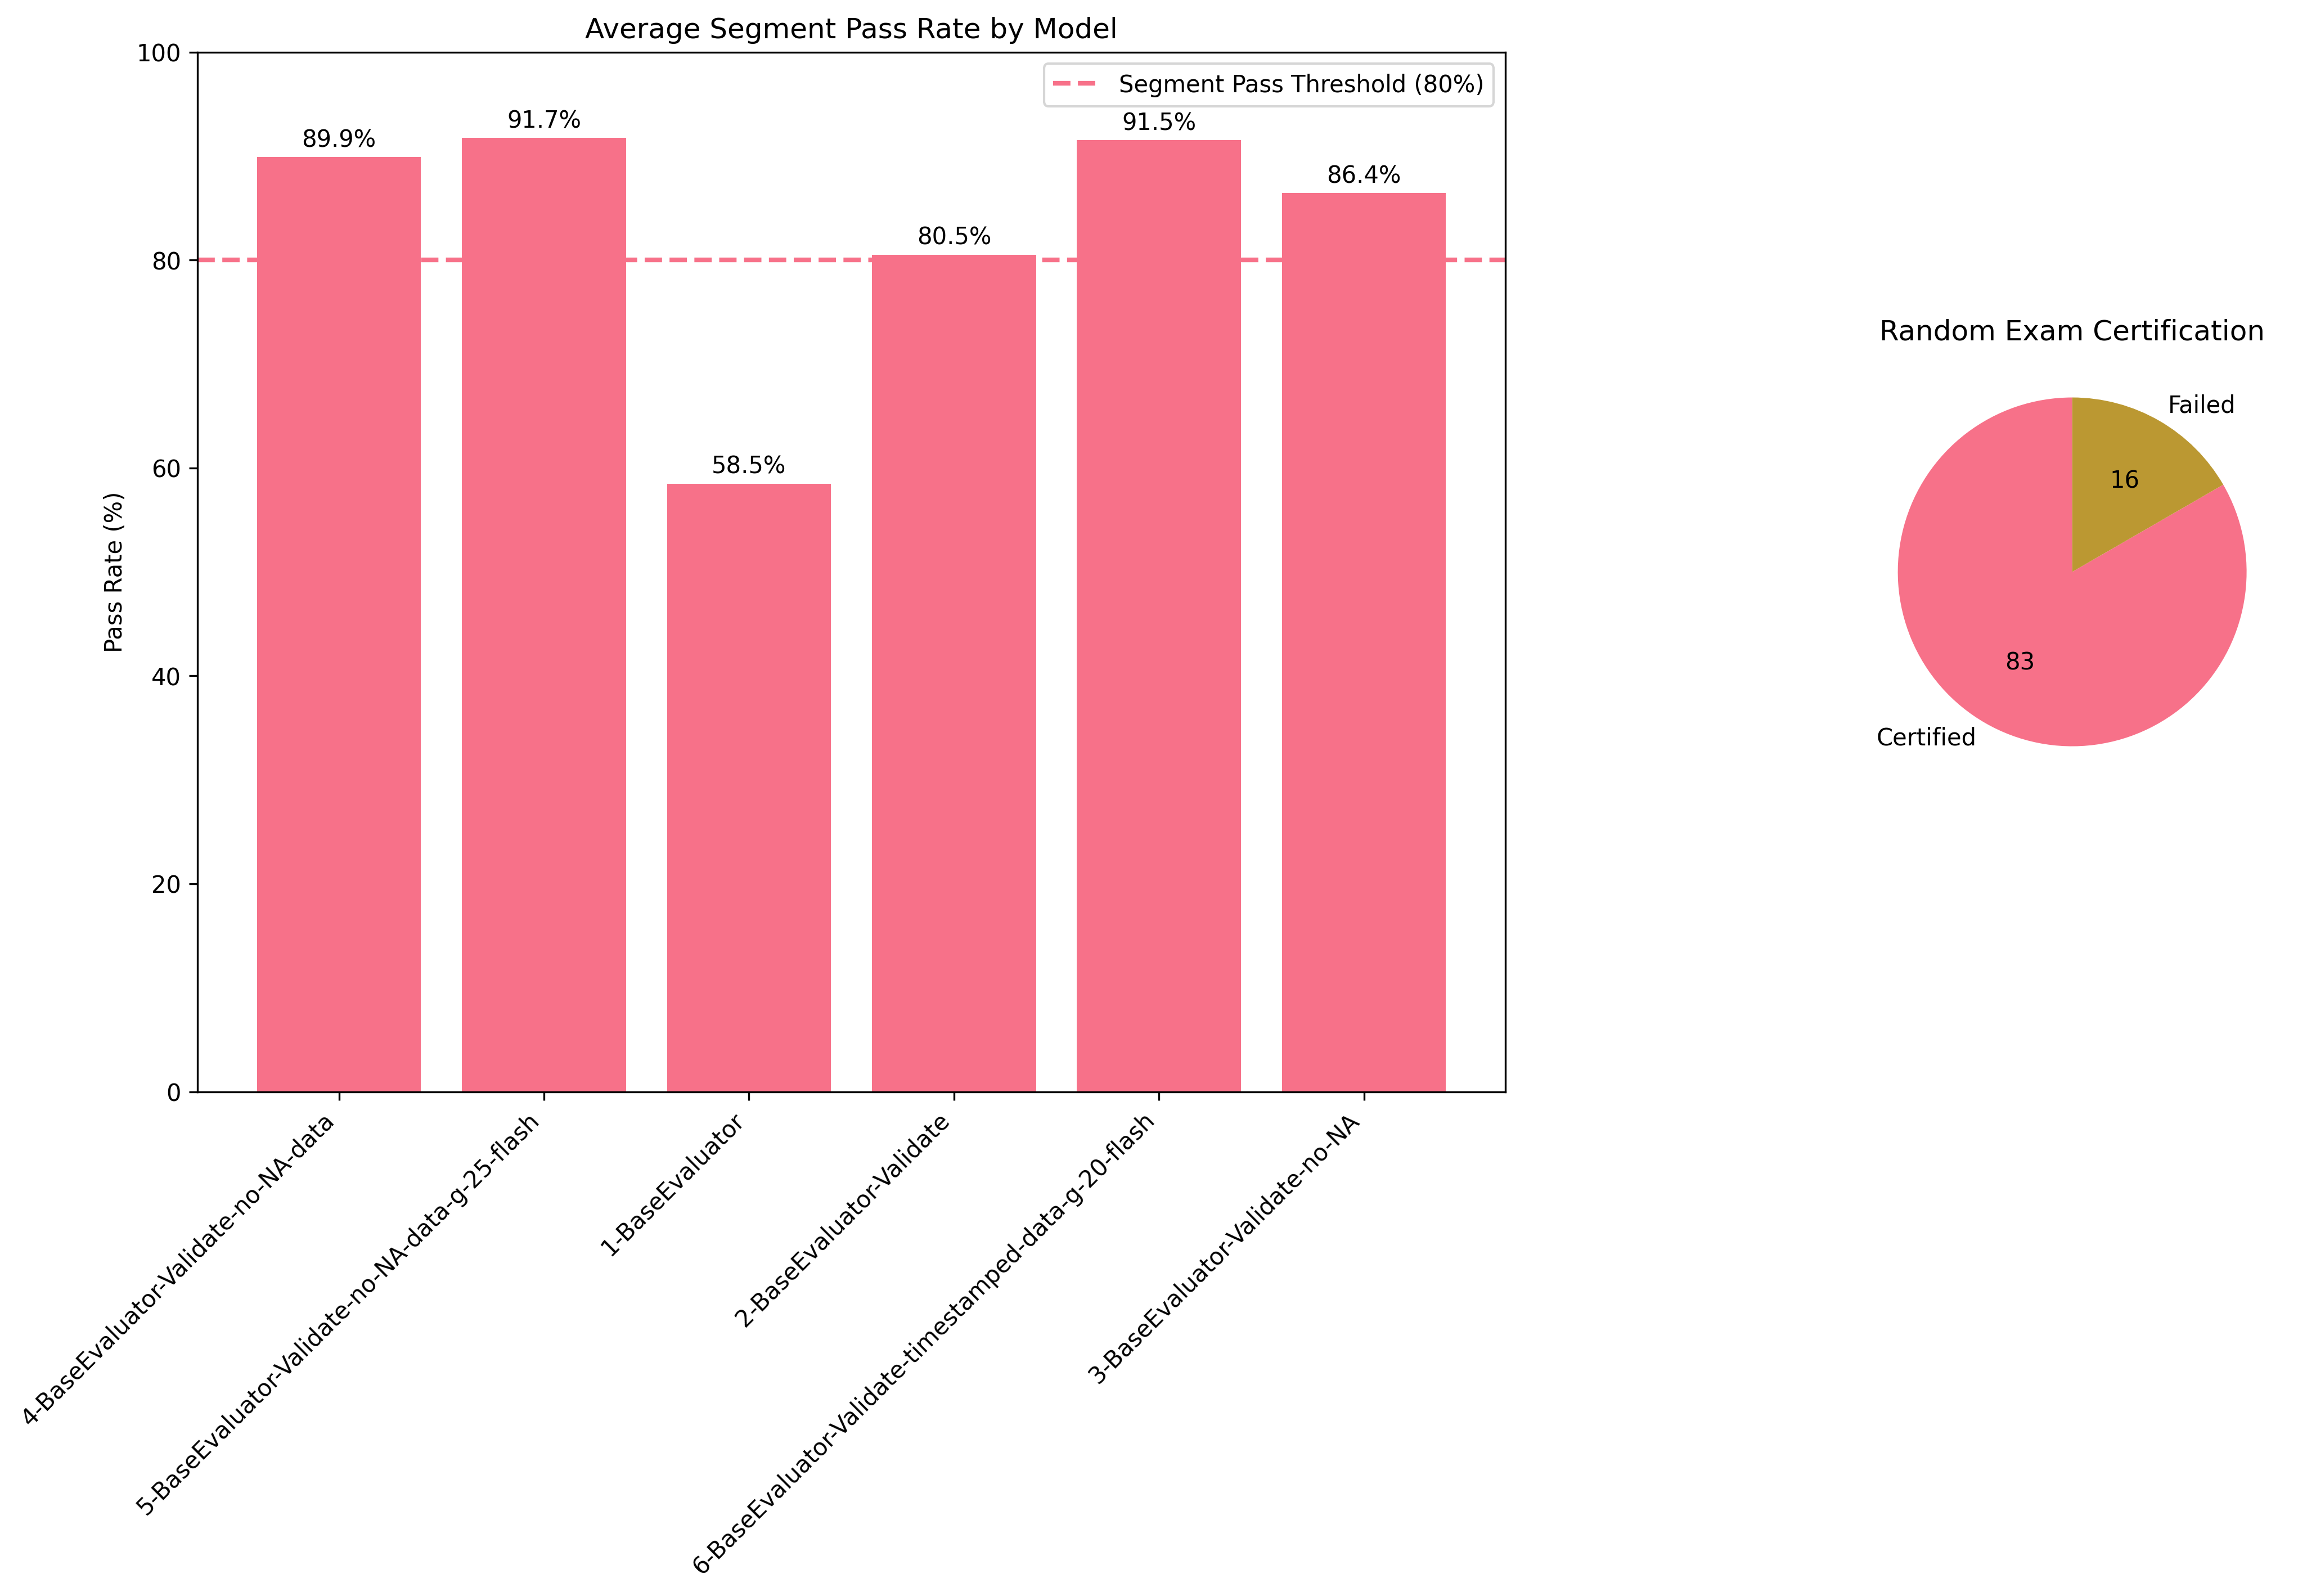 Average Segment Pass Rate by Model
Segment Pass Threshold (80%)
100
80
60
40
20
0
Pass Rate (%)
89.9%
91.7%
58.5%
80.5%
91.5%
86.4%
4-BaseEvaluator-Validate-no-NA-data
5-BaseEvaluator-Validate-no-NA-data-g-25-flash
1-BaseEvaluator
2-BaseEvaluator-Validate
6-BaseEvaluator-Validate-timestamped-data-g-20-flash
3-BaseEvaluator-Validate-no-NA
Random Exam Certification
Failed
16
83
Certified